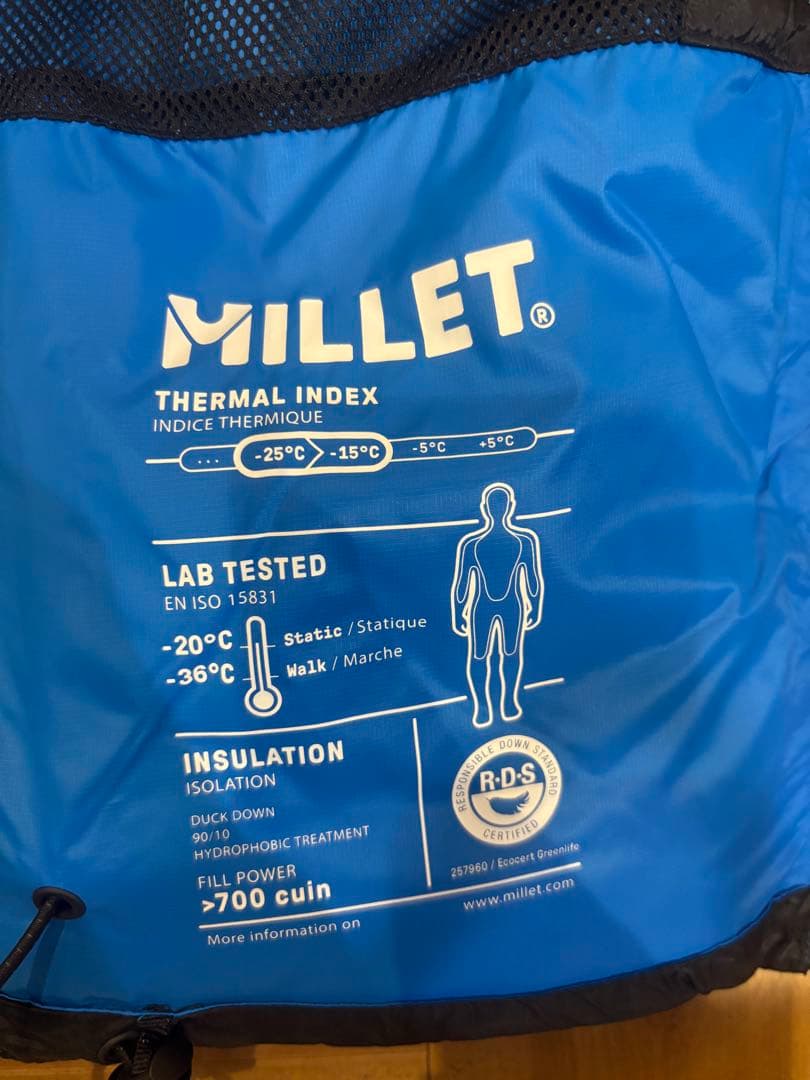 MILLET®
THERMAL INDEX
INDICE THERMIQUE
... -25°C > -15°C -5°C +5°C
LAB TESTED
EN ISO 15831
-20°C Static / Statique
-36°C Walk / Marche
INSULATION
ISOLATION
DUCK DOWN
90/10
HYDROPHOBIC TREATMENT
FILL POWER
>700 cuin
RESPONSIBLE DOWN STANDARD
R·D·S
CERTIFIED
257960 / Ecocert Greenlife
More information on
www.millet.com